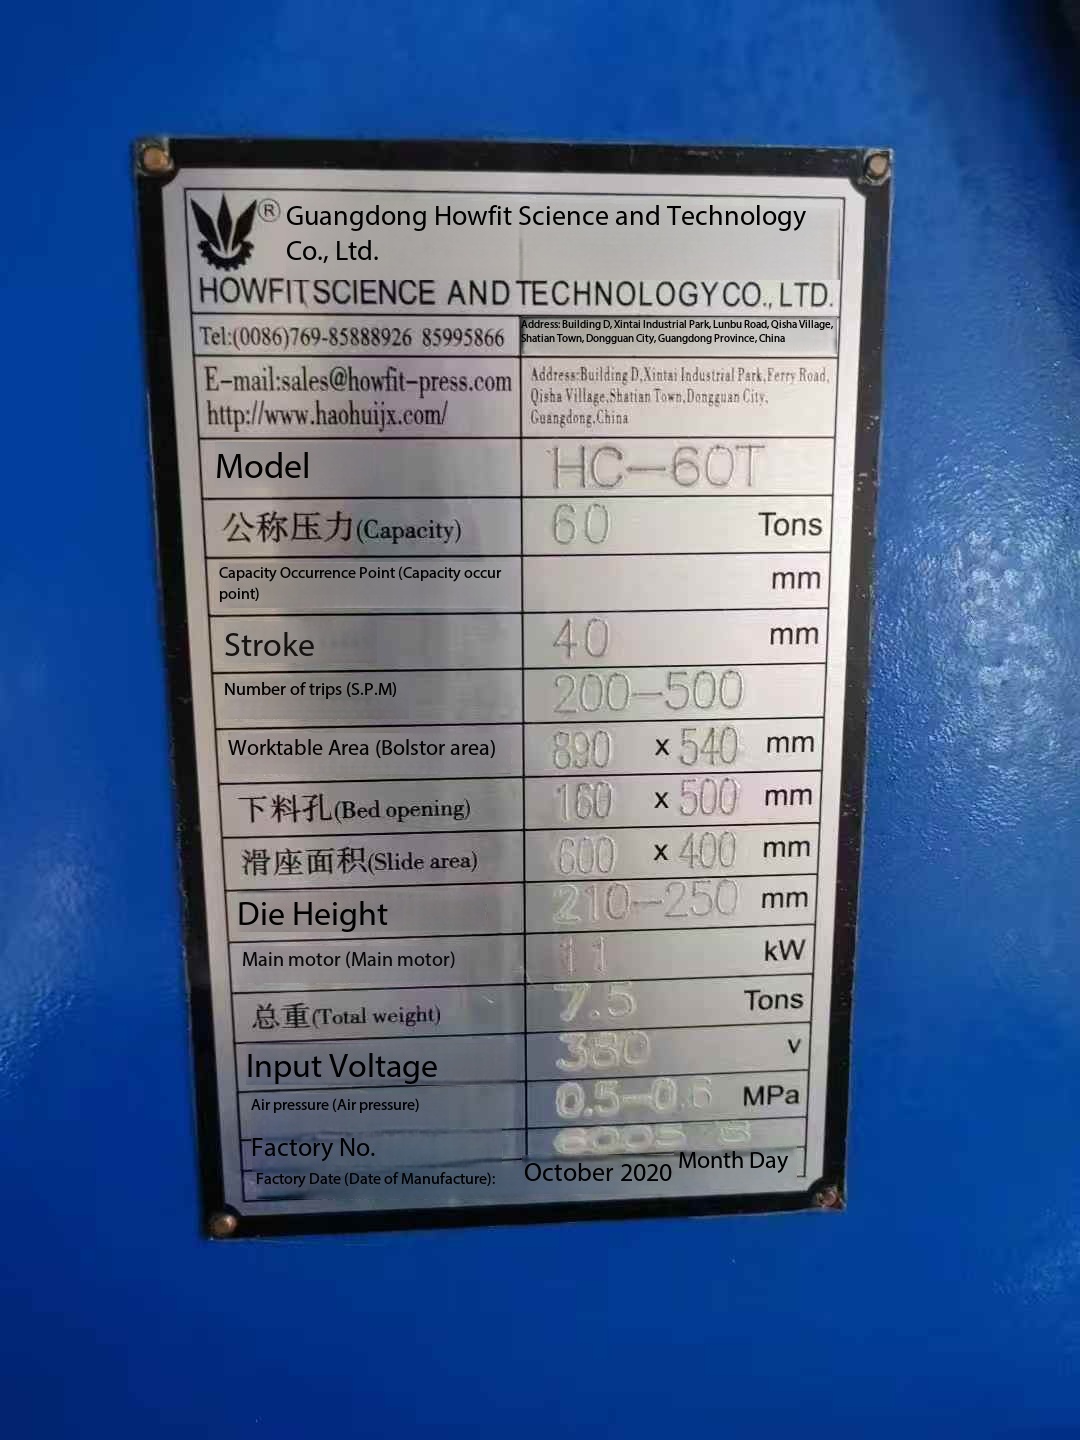 ® Guangdong Howfit Science and Technology
Co., Ltd.
HOWFIT SCIENCE AND TECHNOLOGY CO., LTD.
Tel:(0086)769-85888926 85995866
Address: Building D, Xintai Industrial Park, Lunbu Road, Qisha Village,
Shatian Town, Dongguan City, Guangdong Province, China
E-mail:sales@howfit-press.com
http://www.haohuijx.com/
Address:Building D,Xintai Industrial Park,Ferry Road,
Qisha Village,Shatian Town,Dongguan City,
Guangdong,China
Model HC-60T
公称压力(Capacity) 60 Tons
Capacity Occurrence Point (Capacity occur
point) mm
Stroke 40 mm
Number of trips (S.P.M) 200-500
Worktable Area (Bolstor area) 890 x 540 mm
下料孔(Bed opening) 160 x 500 mm
滑座面积(Slide area) 600 x 400 mm
Die Height 210-250 mm
Main motor (Main motor) 11 kW
总重(Total weight) 7.5 Tons
Input Voltage 380 v
Air pressure (Air pressure) 0.5-0.6 MPa
Factory No.
Factory Date (Date of Manufacture): October 2020 Month Day